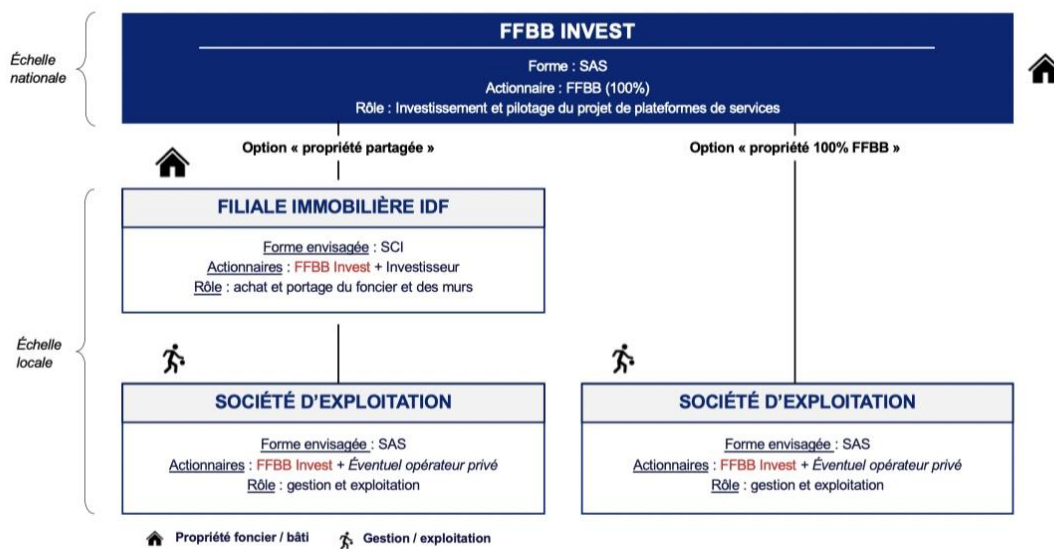 FFBB INVEST
Échelle
nationale
Forme : SAS
Actionnaire : FFBB (100%)
Rôle : Investissement et pilotage du projet de plateformes de services
Option « propriété partagée »
Option « propriété 100% FFBB »
FILIALE IMMOBILIÈRE IDF
Forme envisagée : SCI
Actionnaires : FFBB Invest + Investisseur
Rôle : achat et portage du foncier et des murs
Échelle
locale
SOCIÉTÉ D'EXPLOITATION
Forme envisagée : SAS
Actionnaires : FFBB Invest + Éventuel opérateur privé
Rôle : gestion et exploitation
SOCIÉTÉ D'EXPLOITATION
Forme envisagée : SAS
Actionnaires : FFBB Invest + Éventuel opérateur privé
Rôle : gestion et exploitation
Propriété foncier / bâti
Gestion / exploitation